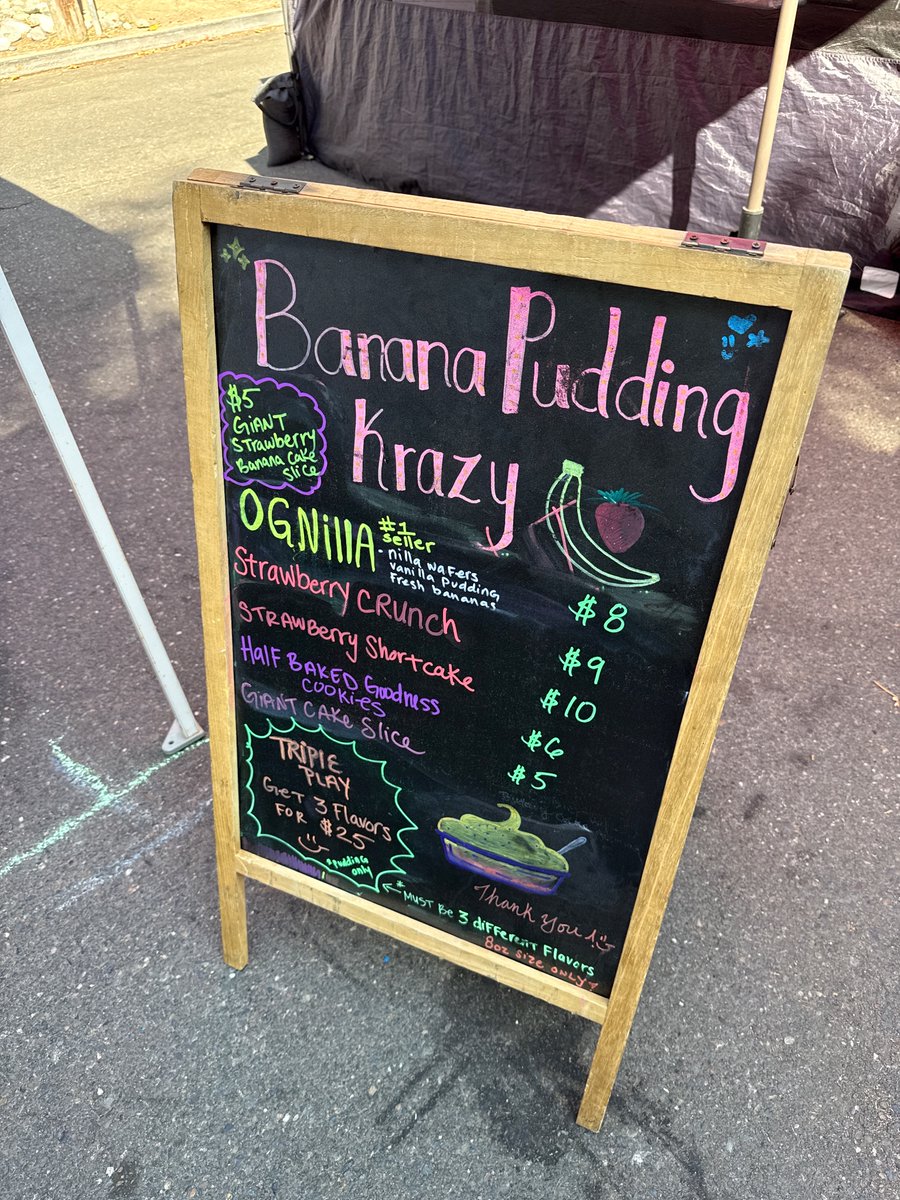 Banana Pudding
Krazy
$5
GiANT
Strawberry
Banana Cake
Slice
OG Nilla
#1
seller
• nilla wafers
vanilla pudding
fresh bananas
$8
Strawberry CRunch
$9
STRAWBerry Shortcake
$10
Half BAKED Goodness
COOKiES
$6
GiANT CAKE Slice
$5
TRiPlE
PLAY
GeT 3 Flavors
FOR $25
*pudding
only
Thank You!
*MUST BE 3 diFFereNT Flavors
8oz SIZE ONLY